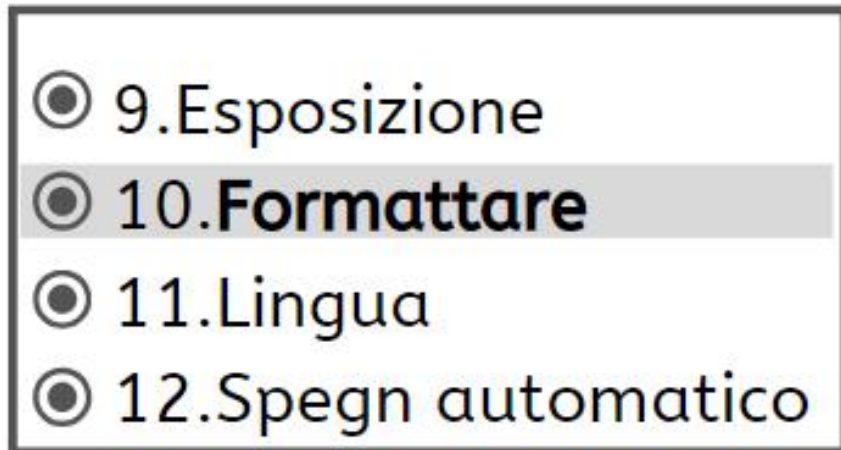 9.Esposizione
10.Formattare
11.Lingua
12.Spegn automatico